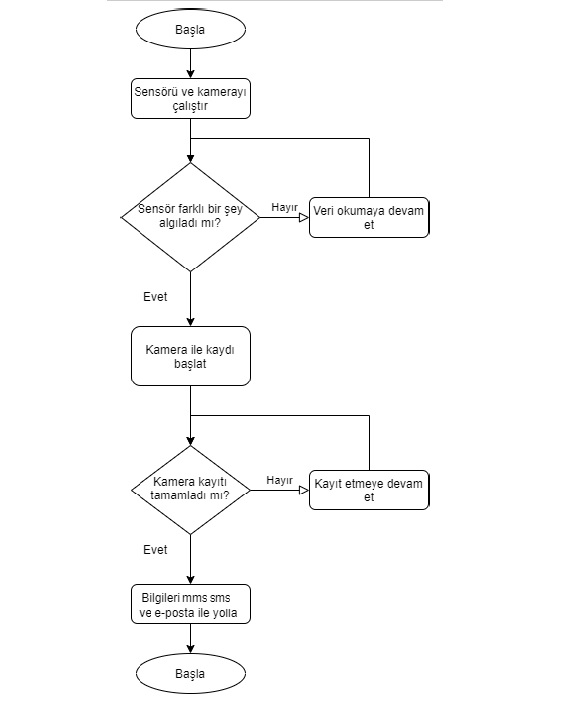 Başla
Sensörü ve kamerayı
çalıştır
Sensör farklı bir şey
algıladı mı?
Hayır
Veri okumaya devam
et
Evet
Kamera ile kaydı
başlat
Kamera kayıtı
tamamladı mı?
Hayır
Kayıt etmeye devam
et
Evet
Bilgileri mms sms
ve e-posta ile yolla
Başla